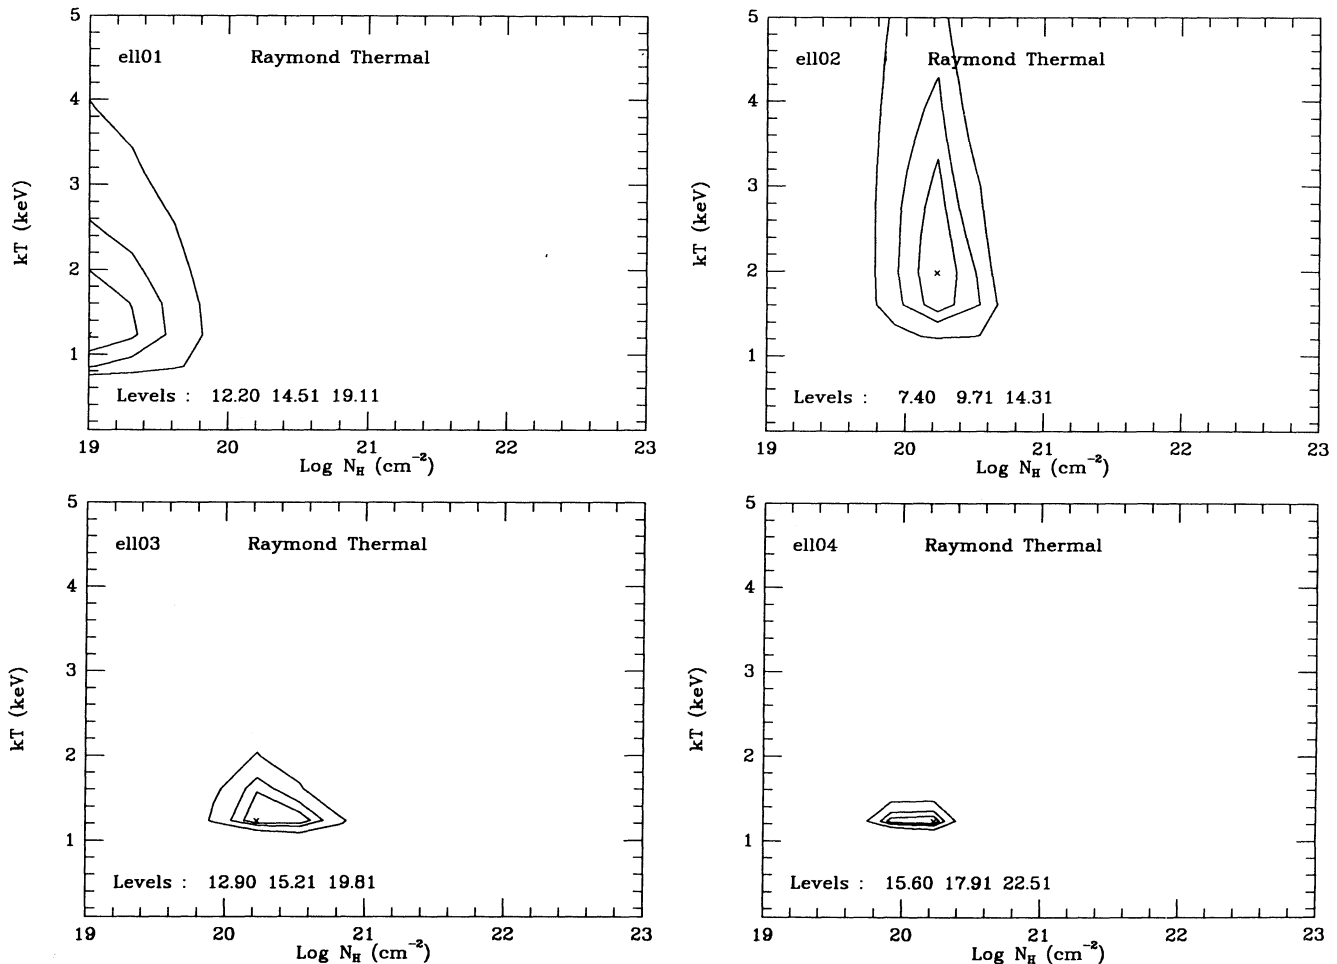 5
ell01 Raymond Thermal
4
3
kT (keV)
2
1
Levels : 12.20 14.51 19.11
19 20 21 22 23
Log N_H (cm^-2)
5
ell02 Raymond Thermal
4
3
kT (keV)
2
1
Levels : 7.40 9.71 14.31
19 20 21 22 23
Log N_H (cm^-2)
5
ell03 Raymond Thermal
4
3
kT (keV)
2
1
Levels : 12.90 15.21 19.81
19 20 21 22 23
Log N_H (cm^-2)
5
ell04 Raymond Thermal
4
3
kT (keV)
2
1
Levels : 15.60 17.91 22.51
19 20 21 22 23
Log N_H (cm^-2)